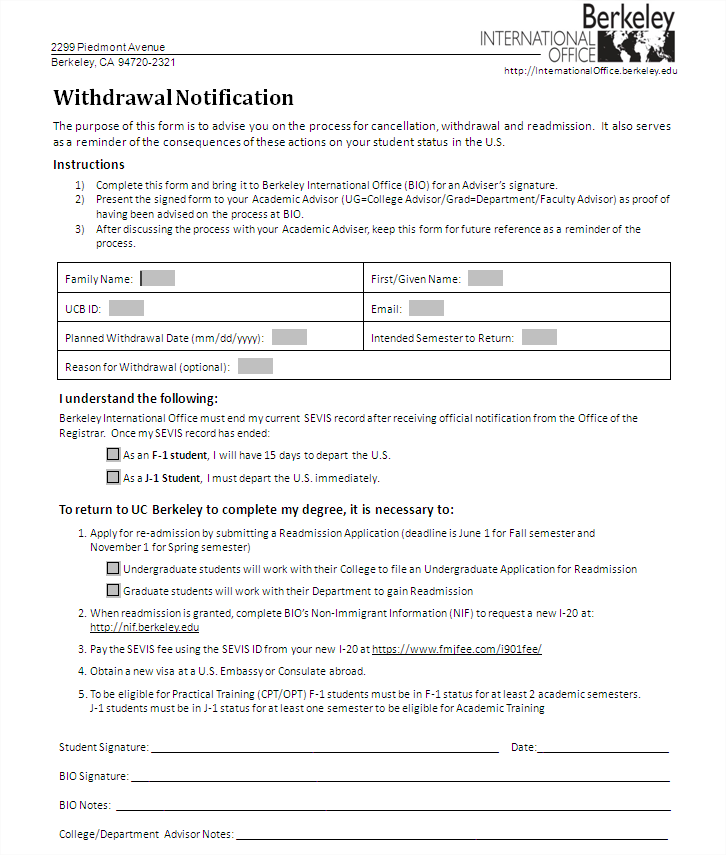 Berkeley
INTERNATIONAL
OFFICE
2299 Piedmont Avenue
Berkeley, CA 94720-2321
http://InternationalOffice.berkeley.edu
Withdrawal Notification
The purpose of this form is to advise you on the process for cancellation, withdrawal and readmission. It also serves
as a reminder of the consequences of these actions on your student status in the U.S.
Instructions
1) Complete this form and bring it to Berkeley International Office (BIO) for an Adviser's signature.
2) Present the signed form to your Academic Advisor (UG=College Advisor/Grad=Department/Faculty Advisor) as proof of
having been advised on the process at BIO.
3) After discussing the process with your Academic Adviser, keep this form for future reference as a reminder of the
process.
Family Name: First/Given Name:
UCB ID: Email:
Planned Withdrawal Date (mm/dd/yyyy): Intended Semester to Return:
Reason for Withdrawal (optional):
I understand the following:
Berkeley International Office must end my current SEVIS record after receiving official notification from the Office of the
Registrar. Once my SEVIS record has ended:
As an F-1 student, I will have 15 days to depart the U.S.
As a J-1 Student, I must depart the U.S. immediately.
To return to UC Berkeley to complete my degree, it is necessary to:
1. Apply for re-admission by submitting a Readmission Application (deadline is June 1 for Fall semester and
November 1 for Spring semester)
Undergraduate students will work with their College to file an Undergraduate Application for Readmission
Graduate students will work with their Department to gain Readmission
2. When readmission is granted, complete BIO's Non-Immigrant Information (NIF) to request a new I-20 at:
http://nif.berkeley.edu
3. Pay the SEVIS fee using the SEVIS ID from your new I-20 at https://www.fmjfee.com/i901fee/
4. Obtain a new visa at a U.S. Embassy or Consulate abroad.
5. To be eligible for Practical Training (CPT/OPT) F-1 students must be in F-1 status for at least 2 academic semesters.
J-1 students must be in J-1 status for at least one semester to be eligible for Academic Training
Student Signature: Date:
BIO Signature:
BIO Notes:
College/Department Advisor Notes: